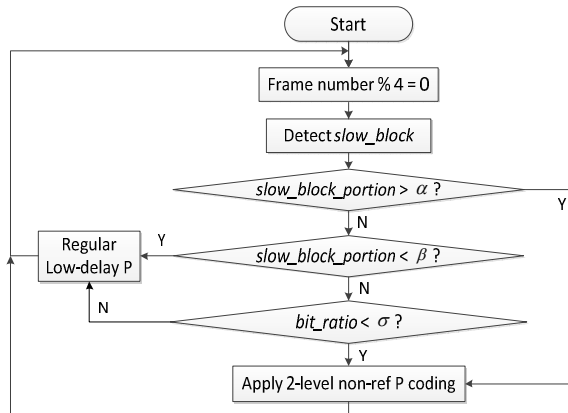 Start
Frame number % 4 = 0
Detect slow_block
slow_block_portion > α ?
Y
N
Regular
Low-delay P
Y
slow_block_portion < β ?
N
N
bit_ratio < σ ?
Y
Apply 2-level non-ref P coding